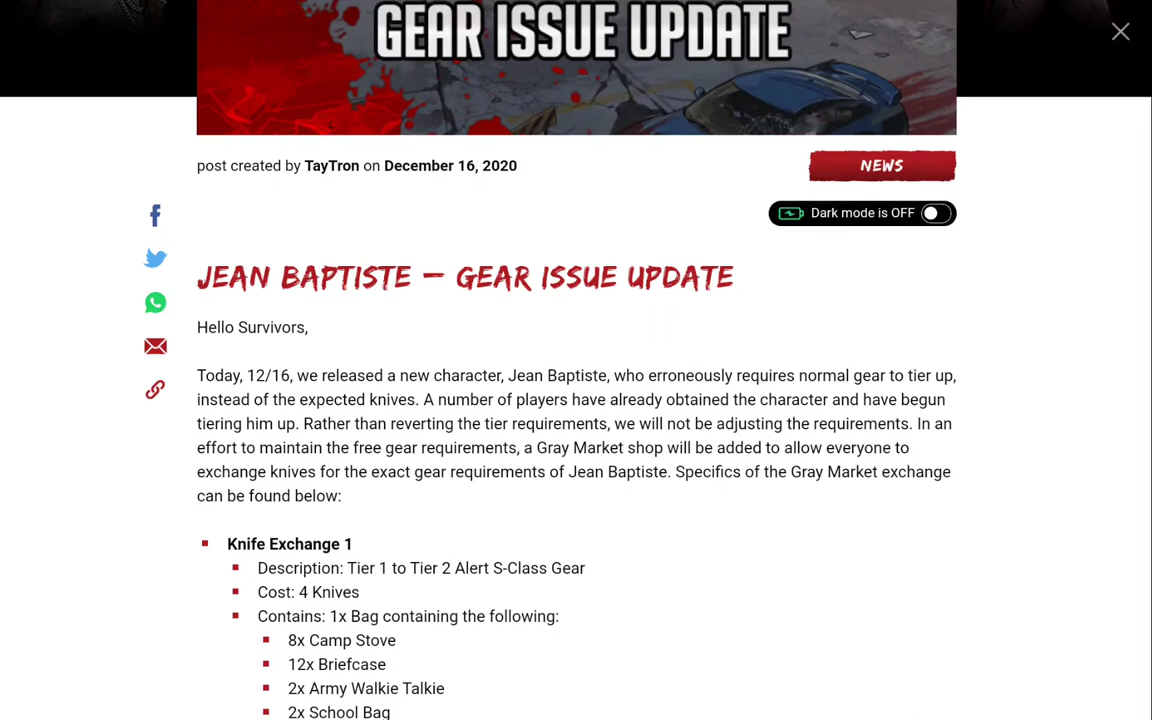 GEAR ISSUE UPDATE
post created by TayTron on December 16, 2020
NEWS
Dark mode is OFF
JEAN BAPTISTE – GEAR ISSUE UPDATE
Hello Survivors,
Today, 12/16, we released a new character, Jean Baptiste, who erroneously requires normal gear to tier up,
instead of the expected knives. A number of players have already obtained the character and have begun
tiering him up. Rather than reverting the tier requirements, we will not be adjusting the requirements. In an
effort to maintain the free gear requirements, a Gray Market shop will be added to allow everyone to
exchange knives for the exact gear requirements of Jean Baptiste. Specifics of the Gray Market exchange
can be found below:
Knife Exchange 1
Description: Tier 1 to Tier 2 Alert S-Class Gear
Cost: 4 Knives
Contains: 1x Bag containing the following:
8x Camp Stove
12x Briefcase
2x Army Walkie Talkie
2x School Bag